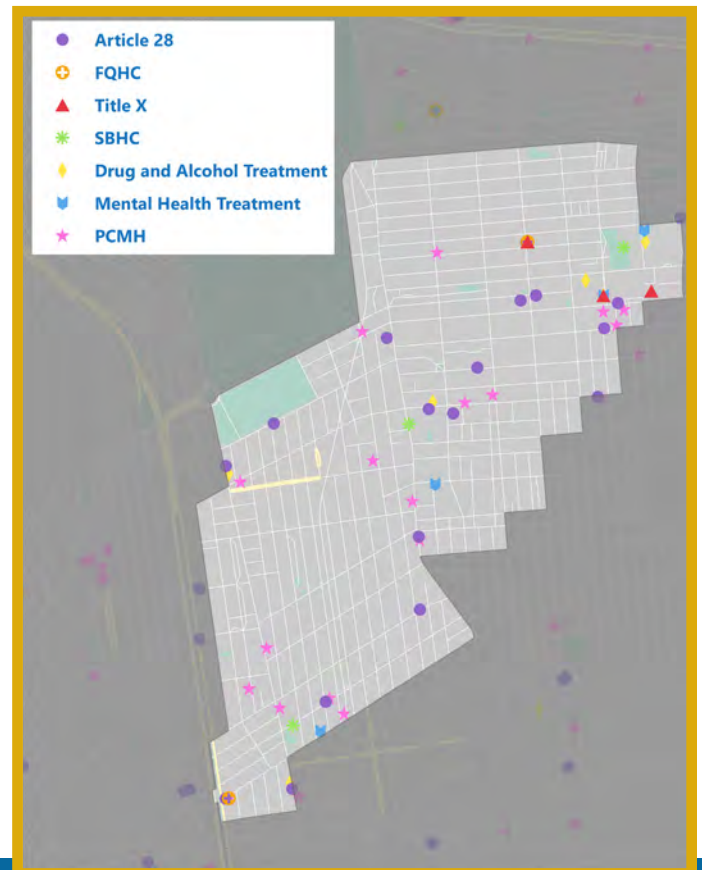 Article 28
FQHC
Title X
SBHC
Drug and Alcohol Treatment
Mental Health Treatment
PCMH